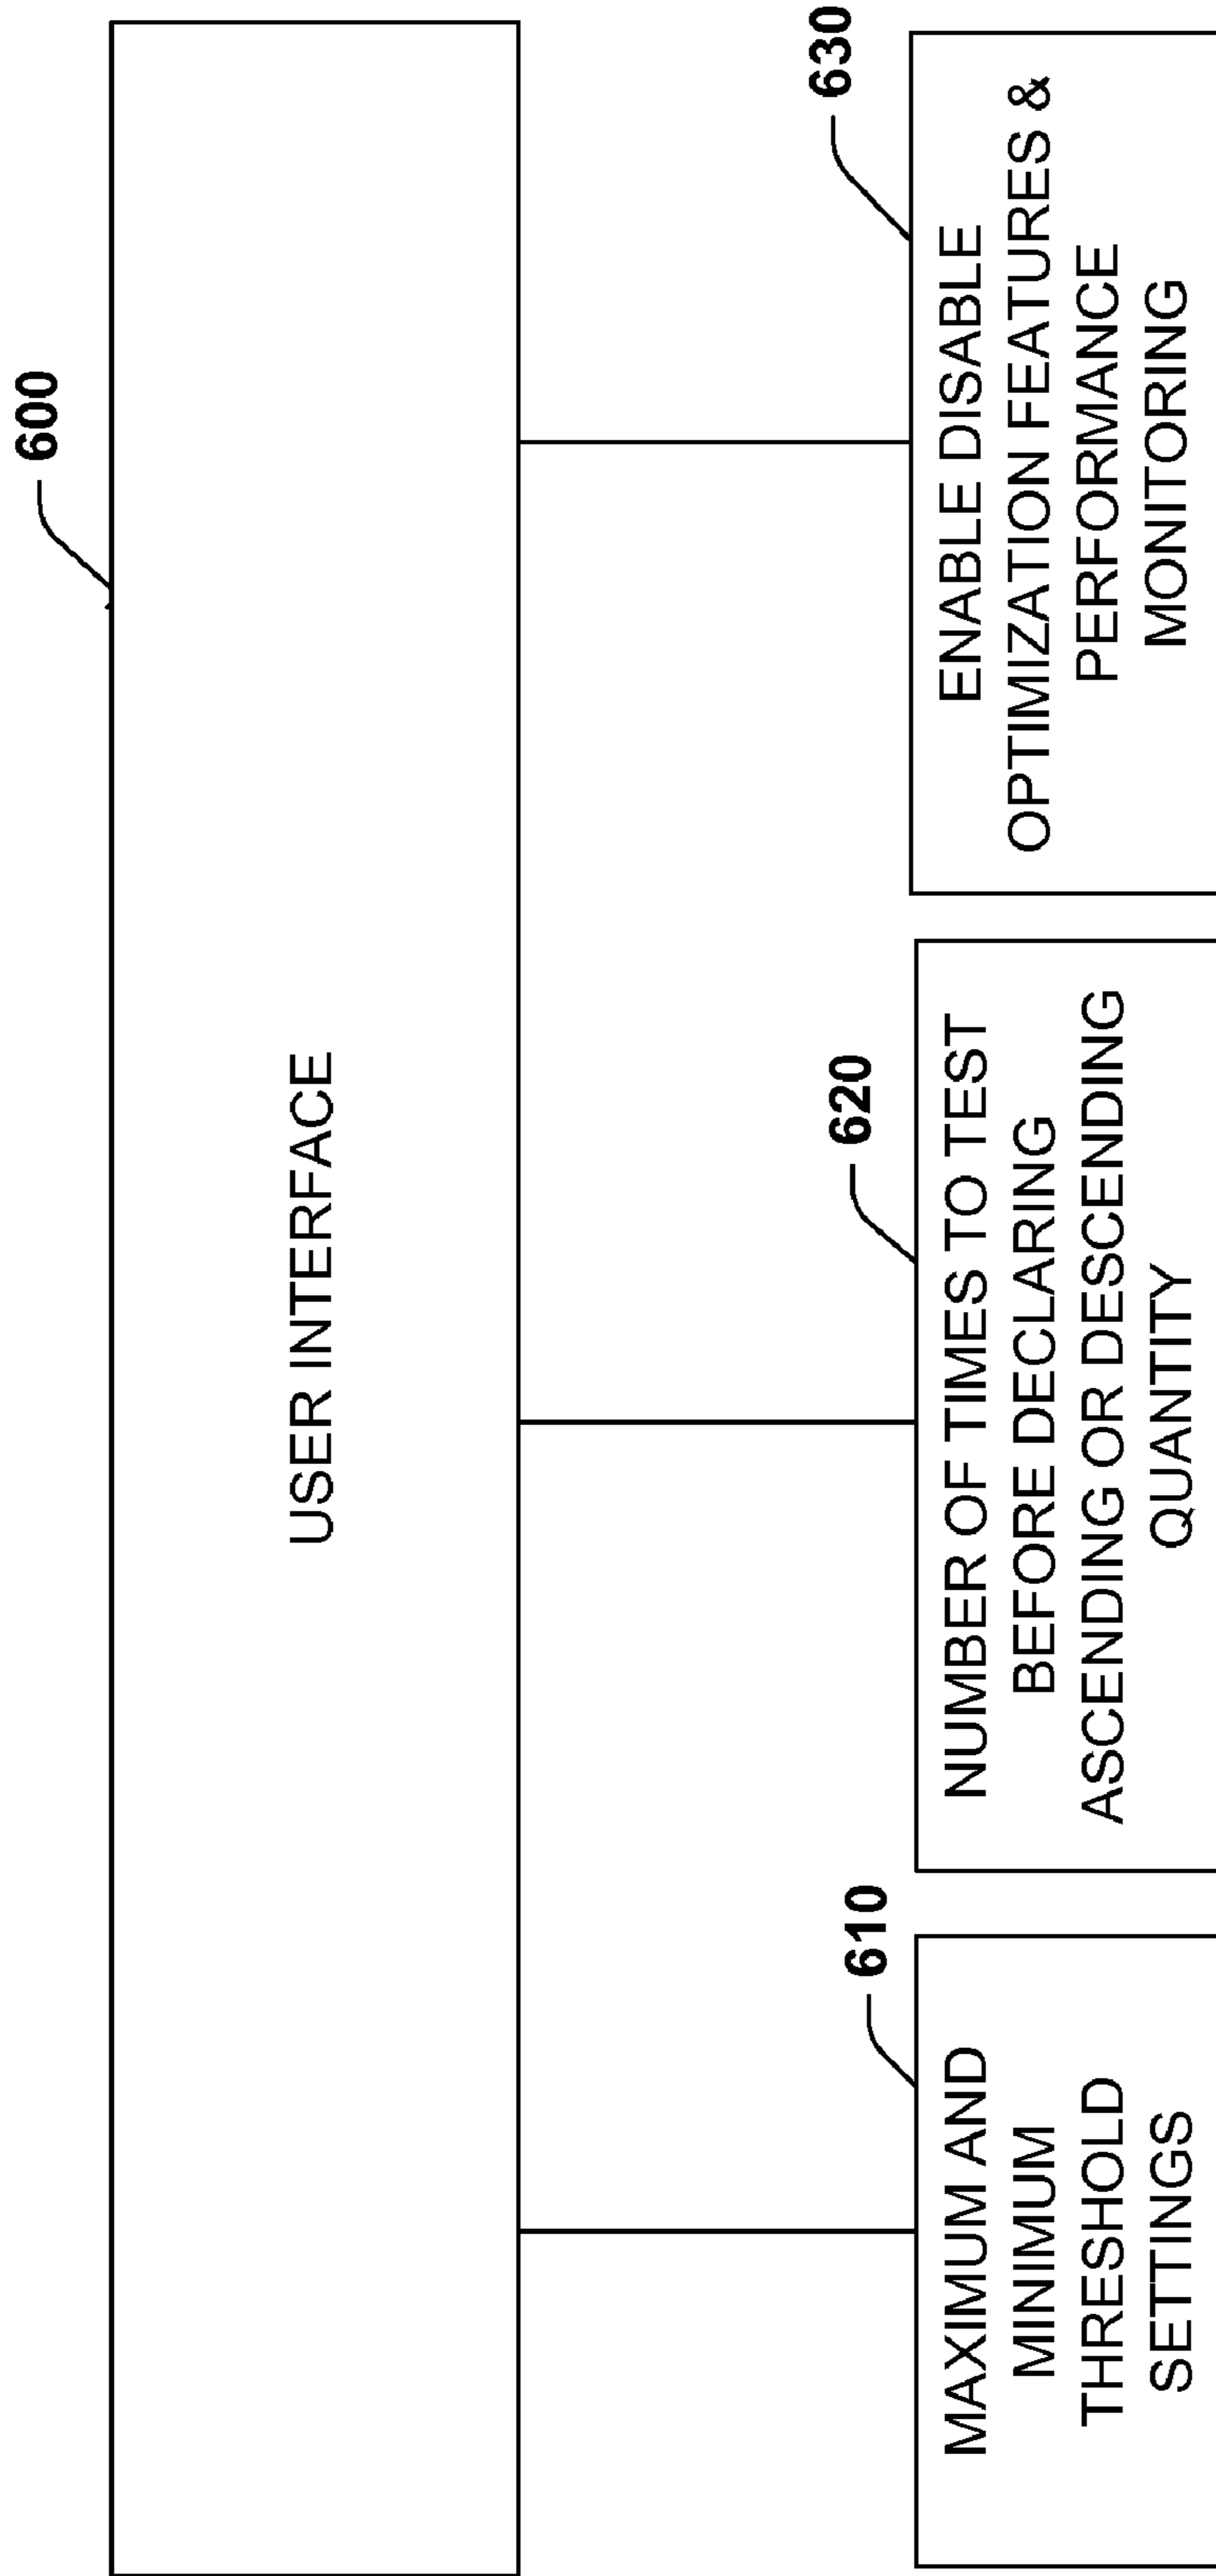 600
USER INTERFACE
610
MAXIMUM AND
MINIMUM
THRESHOLD
SETTINGS
620
NUMBER OF TIMES TO TEST
BEFORE DECLARING
ASCENDING OR DESCENDING
QUANTITY
630
ENABLE DISABLE
OPTIMIZATION FEATURES &
PERFORMANCE
MONITORING